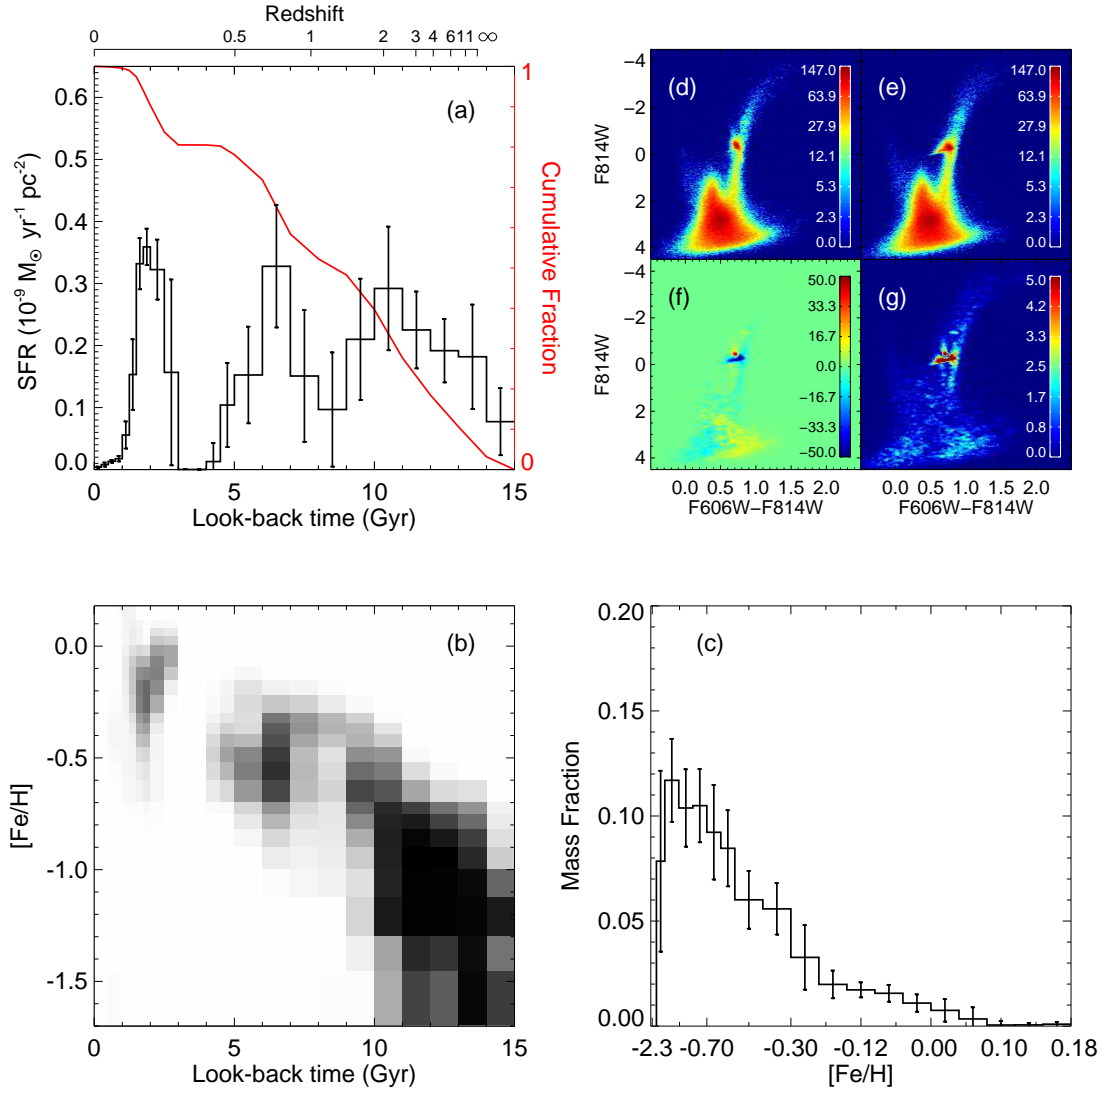 Redshift
0 0.5 1 2 3 4 6 11 ∞
(a)
SFR (10⁻⁹ M⊙ yr⁻¹ pc⁻²)
0.6
0.5
0.4
0.3
0.2
0.1
0.0
1
0
Cumulative Fraction
0 5 10 15
Look-back time (Gyr)
(d) 147.0 63.9 27.9 12.1 5.3 2.3 0.0
(e) 147.0 63.9 27.9 12.1 5.3 2.3 0.0
F814W
−4
−2
0
2
4
(f) 50.0 33.3 16.7 0.0 −16.7 −33.3 −50.0
(g) 5.0 4.2 3.3 2.5 1.7 0.8 0.0
F814W
−4
−2
0
2
4
0.0 0.5 1.0 1.5 2.0
F606W−F814W
0.0 0.5 1.0 1.5 2.0
F606W−F814W
(b)
[Fe/H]
0.0
-0.5
-1.0
-1.5
0 5 10 15
Look-back time (Gyr)
(c)
Mass Fraction
0.20
0.15
0.10
0.05
0.00
-2.3 -0.70 -0.30 -0.12 0.00 0.10 0.18
[Fe/H]